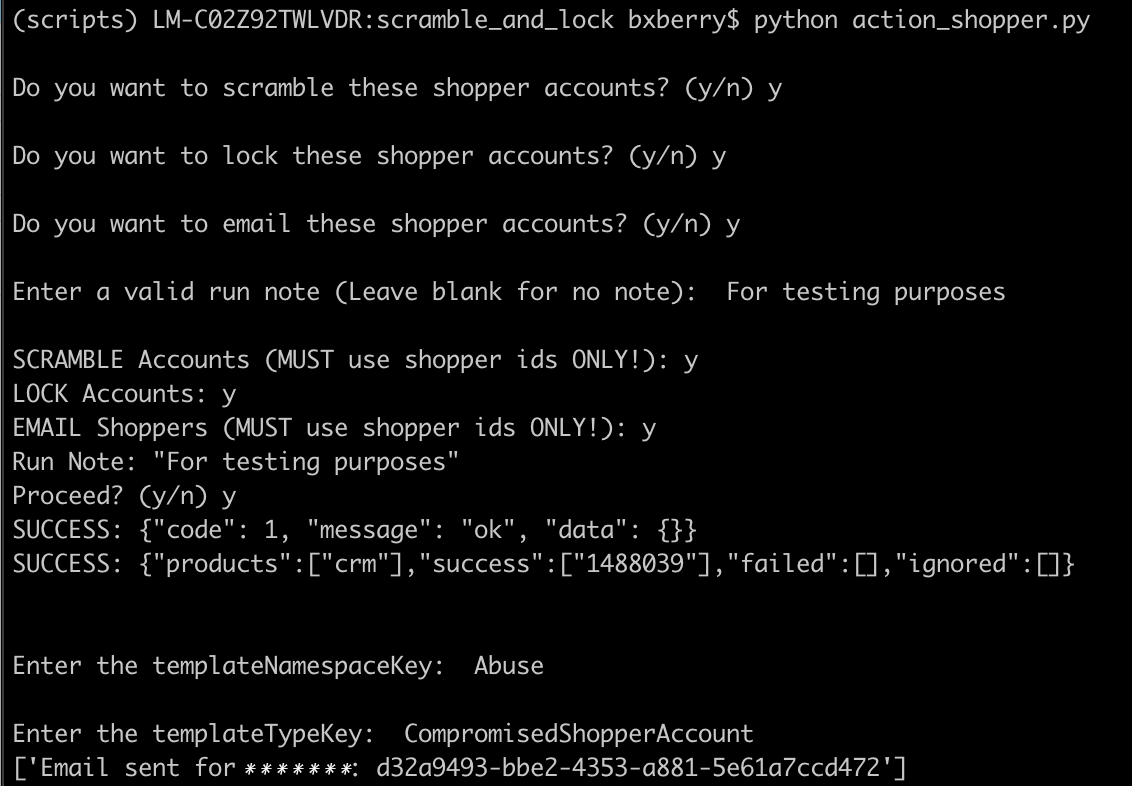 (scripts) LM-C02Z92TWLVDR:scramble_and_lock bxberry$ python action_shopper.py
Do you want to scramble these shopper accounts? (y/n) y
Do you want to lock these shopper accounts? (y/n) y
Do you want to email these shopper accounts? (y/n) y
Enter a valid run note (Leave blank for no note):  For testing purposes
SCRAMBLE Accounts (MUST use shopper ids ONLY!): y
LOCK Accounts: y
EMAIL Shoppers (MUST use shopper ids ONLY!): y
Run Note: "For testing purposes"
Proceed? (y/n) y
SUCCESS: {"code": 1, "message": "ok", "data": {}}
SUCCESS: {"products":["crm"],"success":["1488039"],"failed":[],"ignored":[]}
Enter the templateNamespaceKey:  Abuse
Enter the templateTypeKey:  CompromisedShopperAccount
['Email sent for *******: d32a9493-bbe2-4353-a881-5e61a7ccd472']